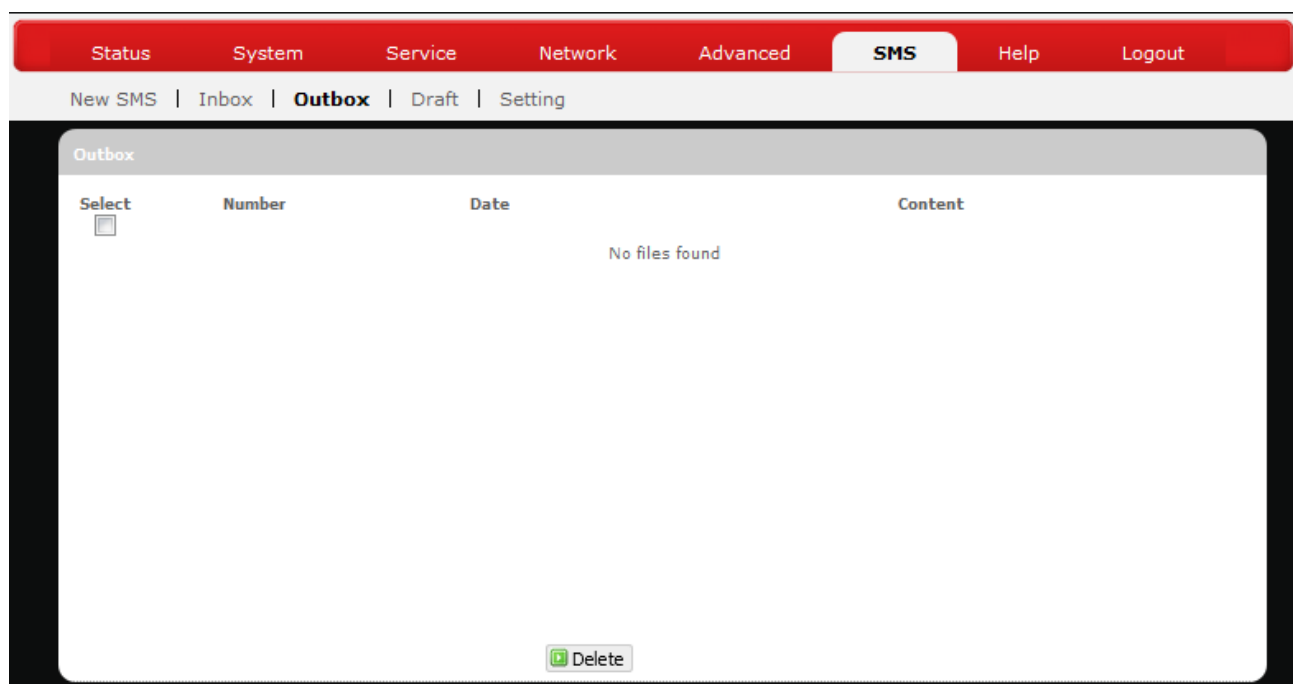 Status System Service Network Advanced SMS Help Logout
New SMS | Inbox | Outbox | Draft | Setting
Outbox
Select Number Date Content
No files found
Delete